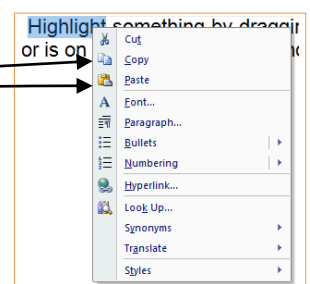 Highlight something by draggin
or is on
Cut
Copy
Paste
Font...
Paragraph...
Bullets
Numbering
Hyperlink...
Look Up...
Synonyms
Translate
Styles